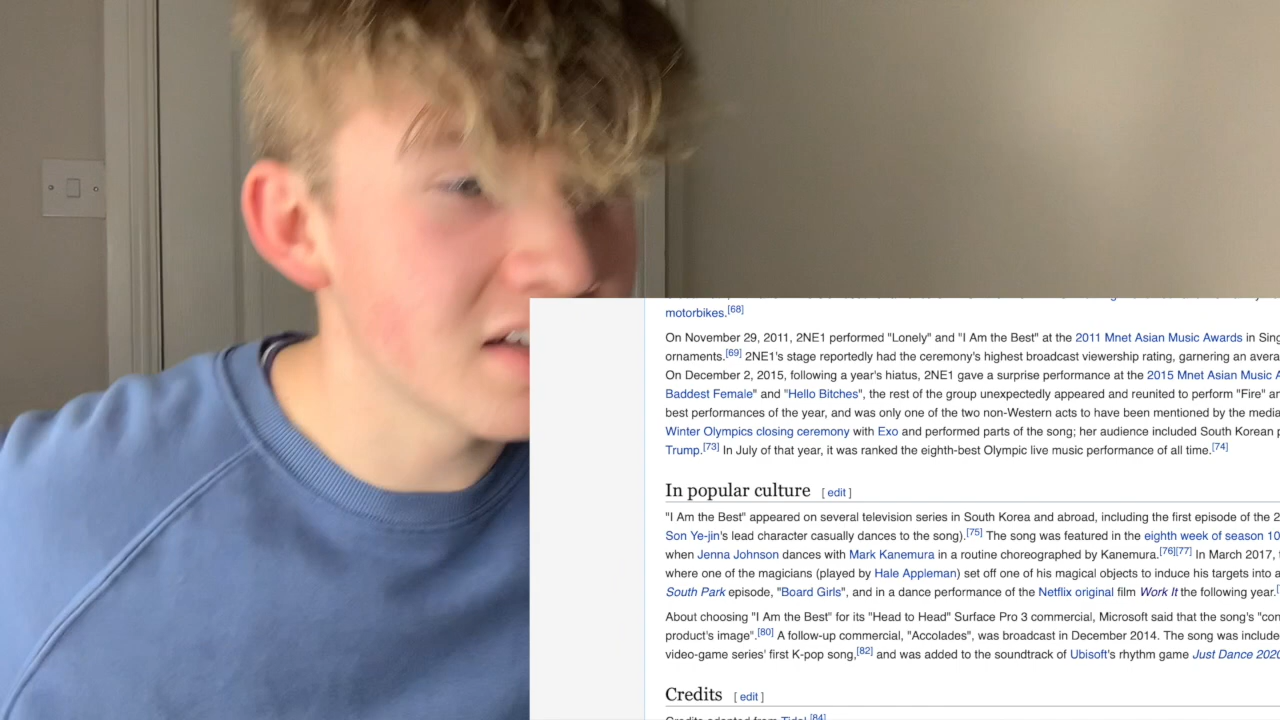 motorbikes.[68]
On November 29, 2011, 2NE1 performed "Lonely" and "I Am the Best" at the 2011 Mnet Asian Music Awards in Sing
ornaments.[69] 2NE1's stage reportedly had the ceremony's highest broadcast viewership rating, garnering an avera
On December 2, 2015, following a year's hiatus, 2NE1 gave a surprise performance at the 2015 Mnet Asian Music A
Baddest Female" and "Hello Bitches", the rest of the group unexpectedly appeared and reunited to perform "Fire" an
best performances of the year, and was only one of the two non-Western acts to have been mentioned by the media
Winter Olympics closing ceremony with Exo and performed parts of the song; her audience included South Korean p
Trump.[73] In July of that year, it was ranked the eighth-best Olympic live music performance of all time.[74]
In popular culture [ edit ]
"I Am the Best" appeared on several television series in South Korea and abroad, including the first episode of the 2
Son Ye-jin's lead character casually dances to the song).[75] The song was featured in the eighth week of season 10
when Jenna Johnson dances with Mark Kanemura in a routine choreographed by Kanemura.[76][77] In March 2017, t
where one of the magicians (played by Hale Appleman) set off one of his magical objects to induce his targets into a
South Park episode, "Board Girls", and in a dance performance of the Netflix original film Work It the following year.[
About choosing "I Am the Best" for its "Head to Head" Surface Pro 3 commercial, Microsoft said that the song's "con
product's image".[80] A follow-up commercial, "Accolades", was broadcast in December 2014. The song was include
video-game series' first K-pop song,[82] and was added to the soundtrack of Ubisoft's rhythm game Just Dance 2020
Credits [ edit ]
Credits adapted from Tidal.[84]